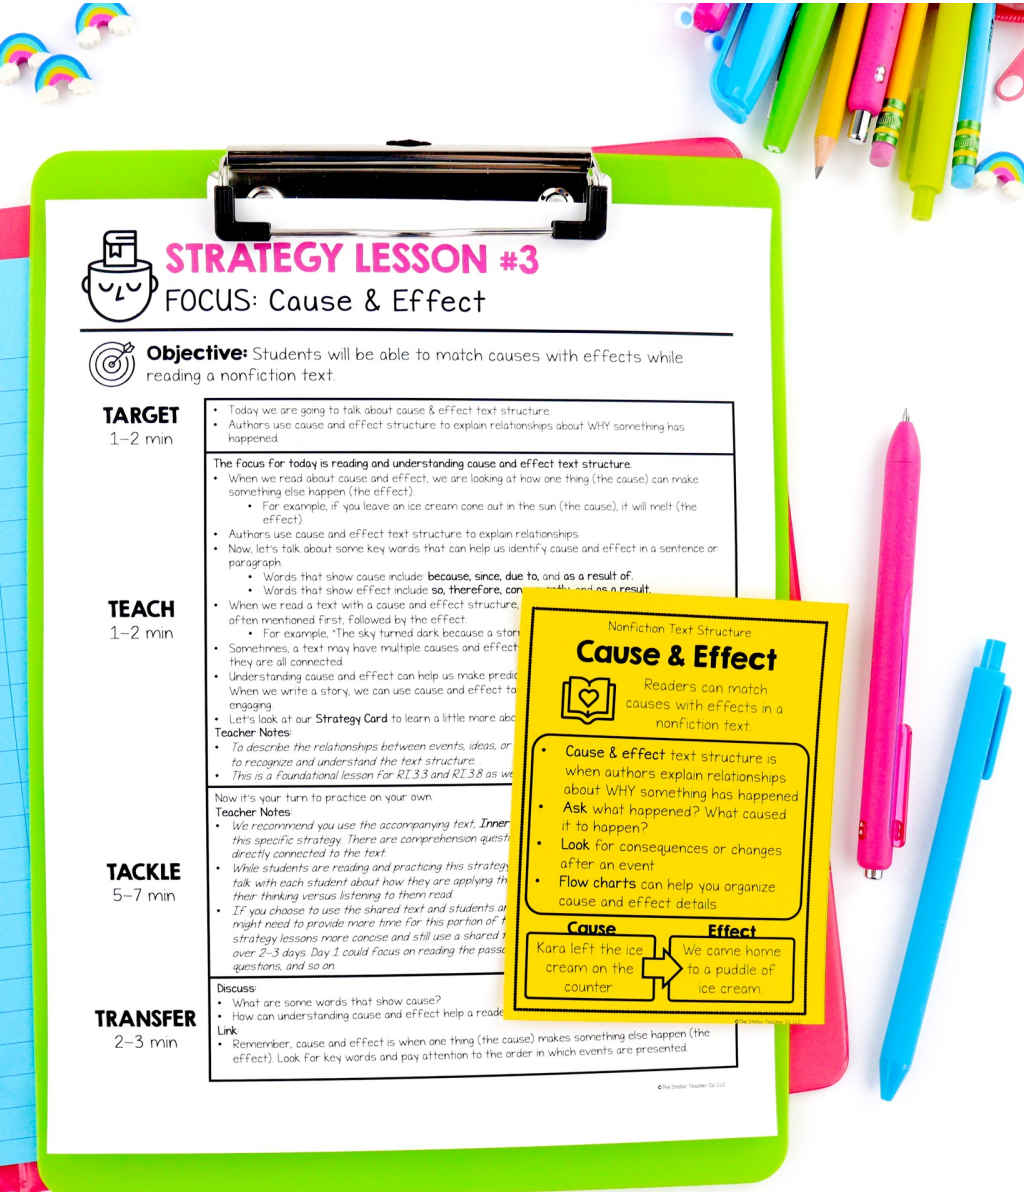 STRATEGY LESSON #3
FOCUS: Cause & Effect
Objective: Students will be able to match causes with effects while
reading a nonfiction text.
TARGET
1-2 min
• Today we are going to talk about cause & effect text structure.
• Authors use cause and effect structure to explain relationships about WHY something has
happened.
TEACH
1-2 min
The focus for today is reading and understanding cause and effect text structure.
• When we read about cause and effect, we are looking at how one thing (the cause) can make
something else happen (the effect).
• For example, if you leave an ice cream cone out in the sun (the cause), it will melt (the
effect).
• Authors use cause and effect text structure to explain relationships.
• Now, let's talk about some key words that can help us identify cause and effect in a sentence or
paragraph.
• Words that show cause include: because, since, due to, and as a result of.
• Words that show effect include so, therefore, and as a result.
• When we read a text with a cause and effect structure,
often mentioned first, followed by the effect.
• For example, "The sky turned dark because a
• Sometimes, a text may have multiple causes and
they are all connected.
• Understanding cause and effect can help us make
When we write a story, we can use cause and effect to
engaging.
• Let's look at our Strategy Card to learn a little more
Teacher Notes:
• To describe the relationships between events, ideas, or
to recognize and understand the text structure.
• This is a foundational lesson for RI.3.3 and RI.3.8 as
TACKLE
5-7 min
Now it's your turn to practice on your own.
Teacher Notes:
• We recommend you use the accompanying text, Inner
this specific strategy. There are comprehension
directly connected to the text.
• While students are reading and practicing this strategy
talk with each student about how they are applying
their thinking versus listening to them read.
• If you choose to use the shared text and students
might need to provide more time for this portion of
strategy lessons more concise and still use a shared
over 2-3 days. Day 1 could focus on reading the
questions, and so on.
TRANSFER
2-3 min
Discuss:
• What are some words that show cause?
• How can understanding cause and effect help a
Link:
• Remember, cause and effect is when one thing (the cause) makes something else happen (the
effect). Look for key words and pay attention to the order in which events are presented.
©The Stellar Teacher Co. LLC
Nonfiction Text Structure
Cause & Effect
Readers can match
causes with effects in a
nonfiction text.
• Cause & effect text structure is
when authors explain relationships
about WHY something has happened
• Ask what happened? What caused
it to happen?
• Look for consequences or changes
after an event
• Flow charts can help you organize
cause and effect details
Cause
Effect
Kara left the ice
cream on the
counter.
We came home
to a puddle of
ice cream.
©The Stellar Teacher Co. LLC